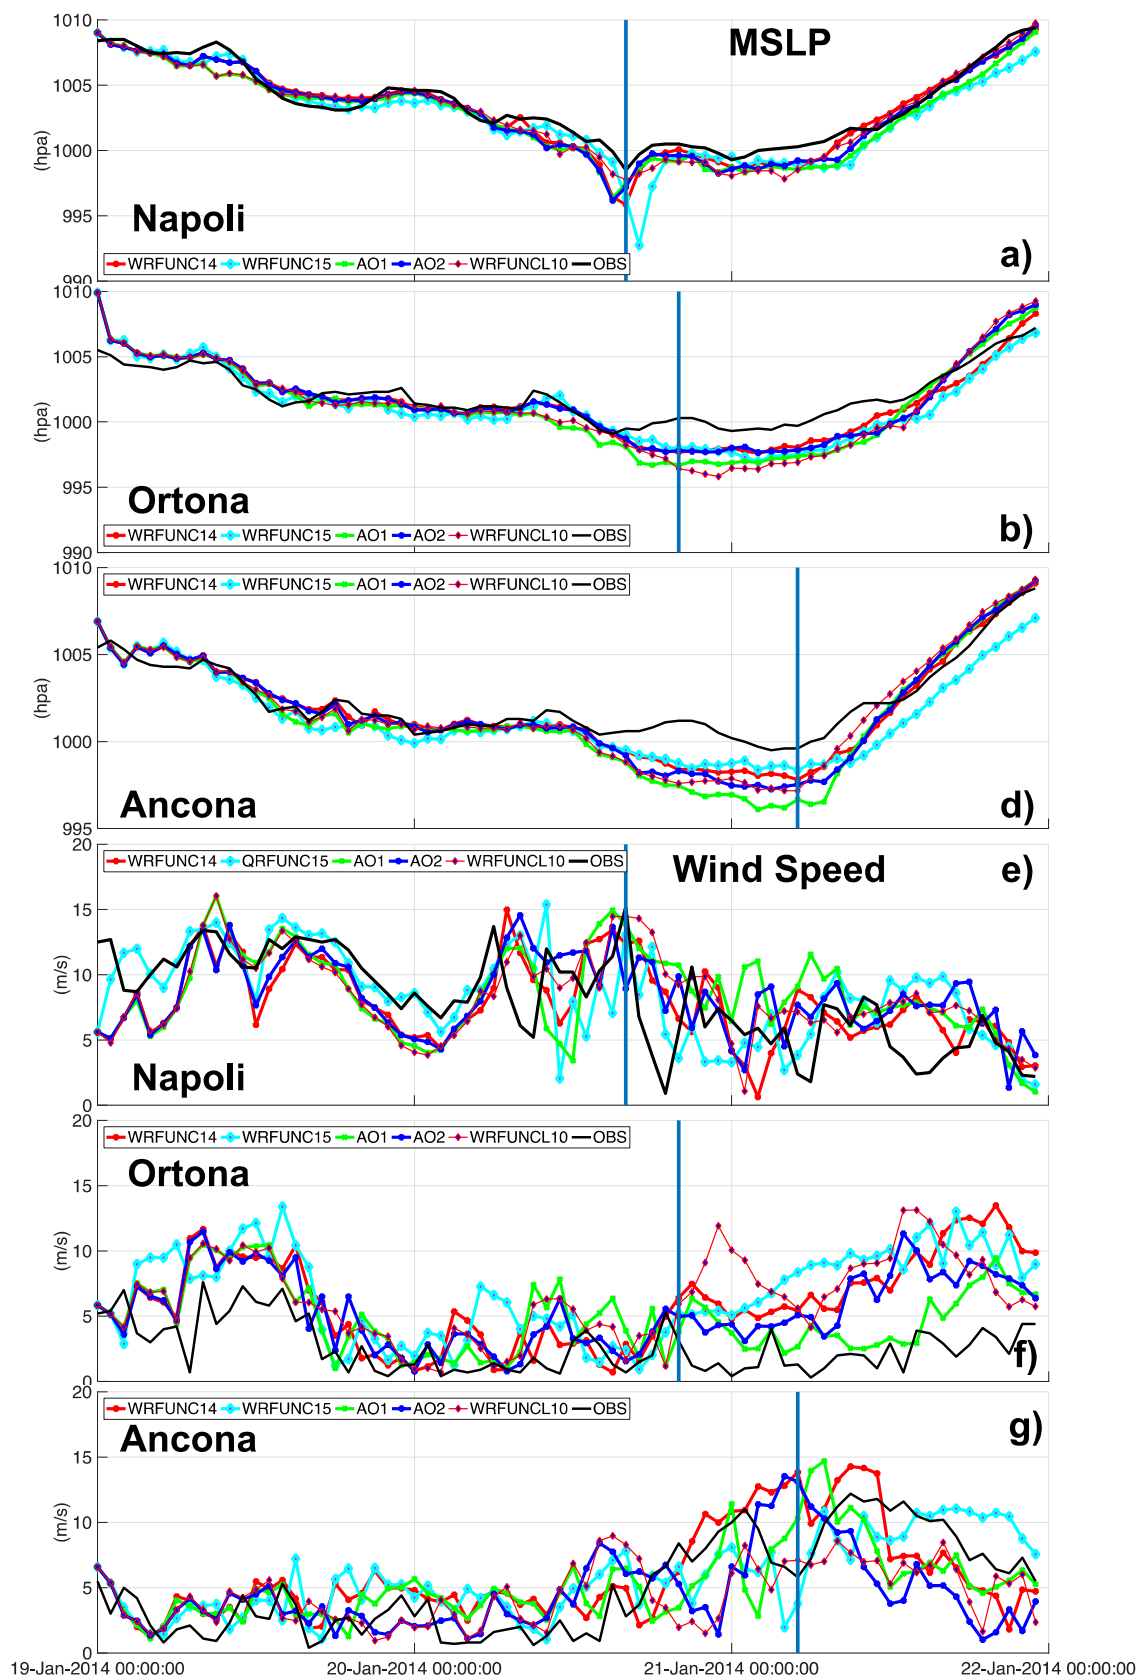 1010
MSLP
1005
1000
(hpa)
995
Napoli
a)
WRFUNC14 WRFUNC15 AO1 AO2 WRFUNCL10 OBS
990
1010
1005
1000
(hpa)
995
Ortona
b)
WRFUNC14 WRFUNC15 AO1 AO2 WRFUNCL10 OBS
990
1010
WRFUNC14 WRFUNC15 AO1 AO2 WRFUNCL10 OBS
1005
(hpa)
1000
Ancona
d)
995
20
WRFUNC14 QRFUNC15 AO1 AO2 WRFUNCL10 OBS
Wind Speed
e)
15
10
(m/s)
5
Napoli
0
20
WRFUNC14 WRFUNC15 AO1 AO2 WRFUNCL10 OBS
Ortona
15
10
(m/s)
5
f)
0
20
WRFUNC14 WRFUNC15 AO1 AO2 WRFUNCL10 OBS
Ancona
g)
15
10
(m/s)
5
0
19-Jan-2014 00:00:00 20-Jan-2014 00:00:00 21-Jan-2014 00:00:00 22-Jan-2014 00:00:00